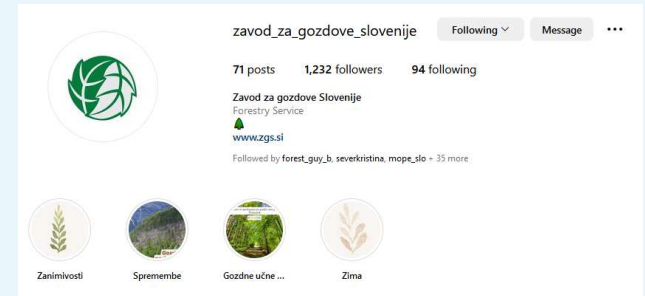 zavod_za_gozdove_slovenije Following Message
71 posts 1,232 followers 94 following
Zavod za gozdove Slovenije
Forestry Service
www.zgs.si
Followed by forest_guy_b, severkristina, mope_slo + 35 more
Zanimivosti Spremembe Gozdne učne ... Zima